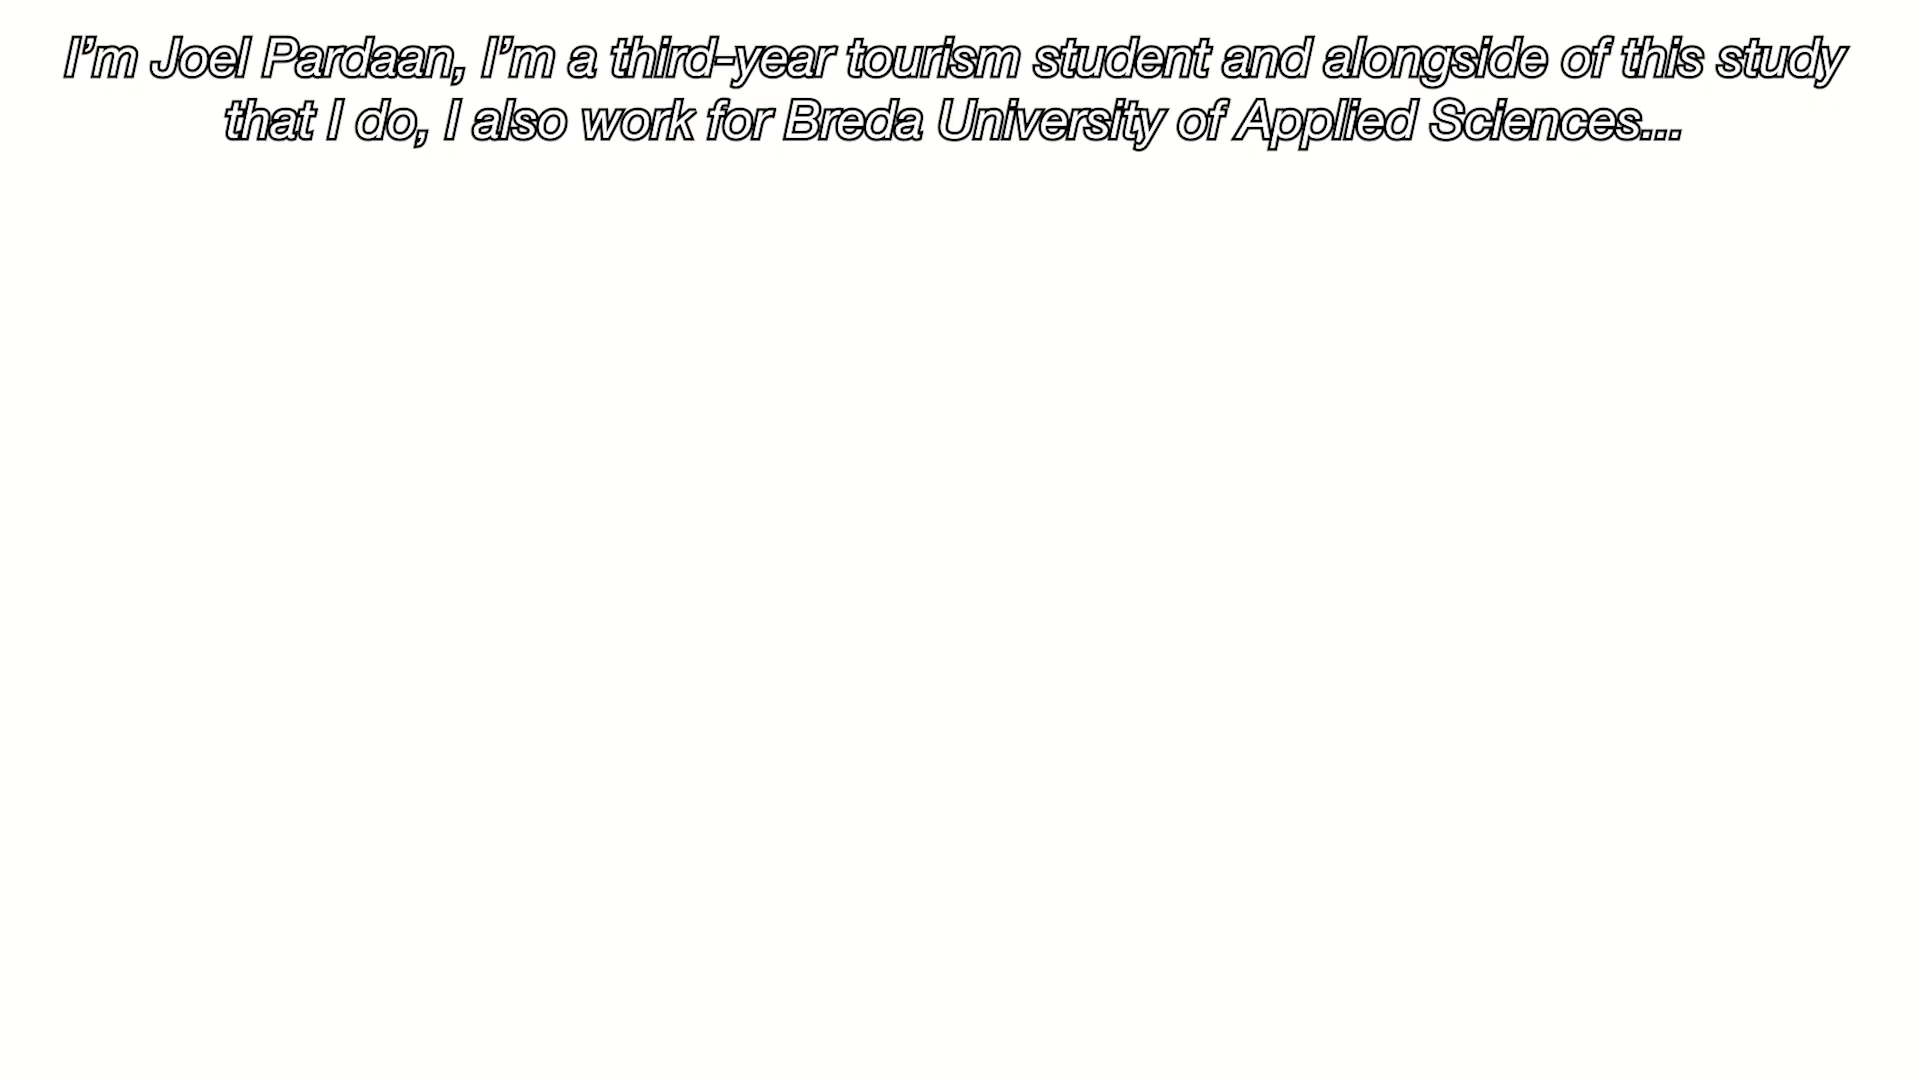 I’m Joel Pardaan, I’m a third-year tourism student and alongside of this study
that I do, I also work for Breda University of Applied Sciences...